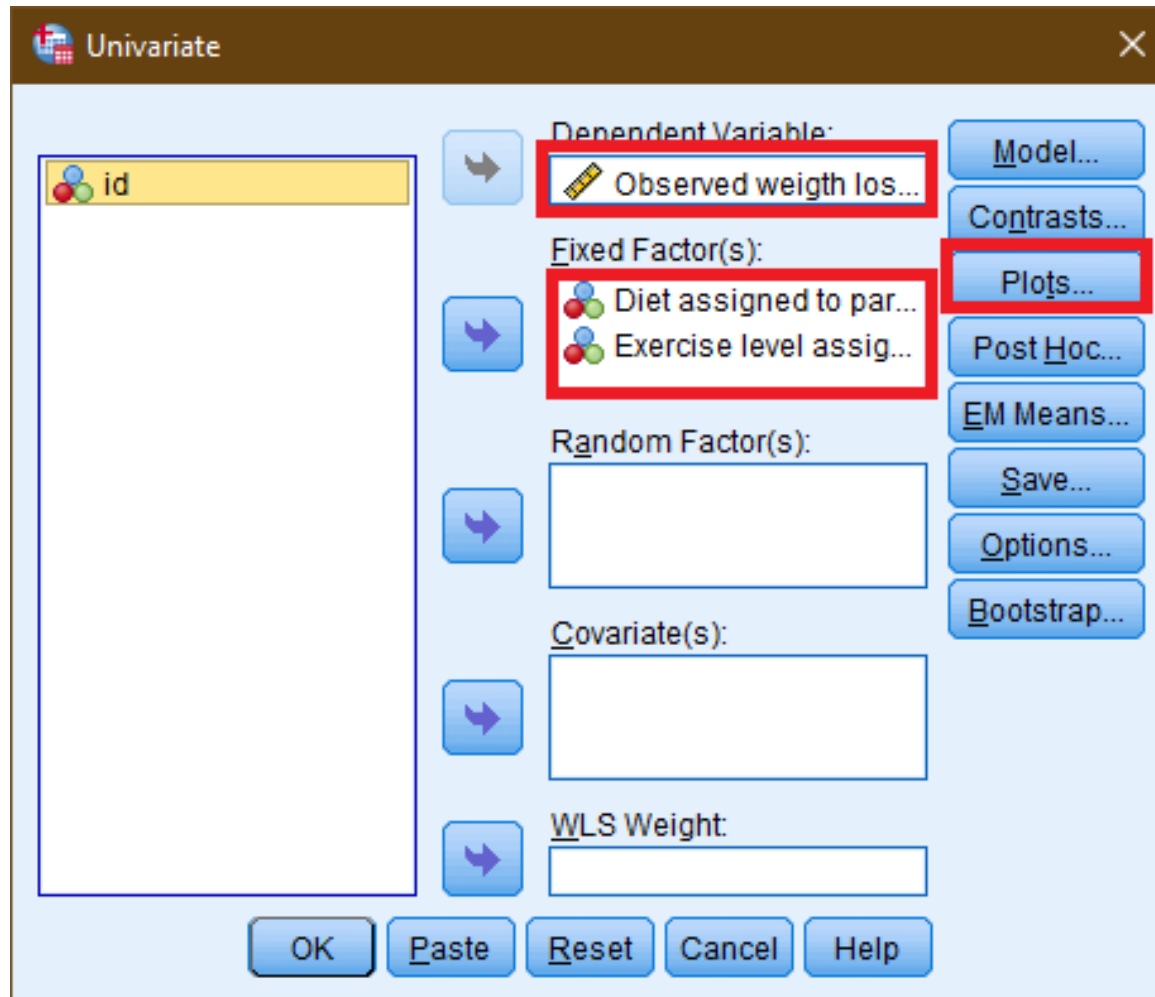 Univariate
id
Dependent Variable:
Observed weigth los...
Fixed Factor(s):
Diet assigned to par...
Exercise level assig...
Random Factor(s):
Covariate(s):
WLS Weight:
Model...
Contrasts...
Plots...
Post Hoc...
EM Means...
Save...
Options...
Bootstrap...
OK Paste Reset Cancel Help